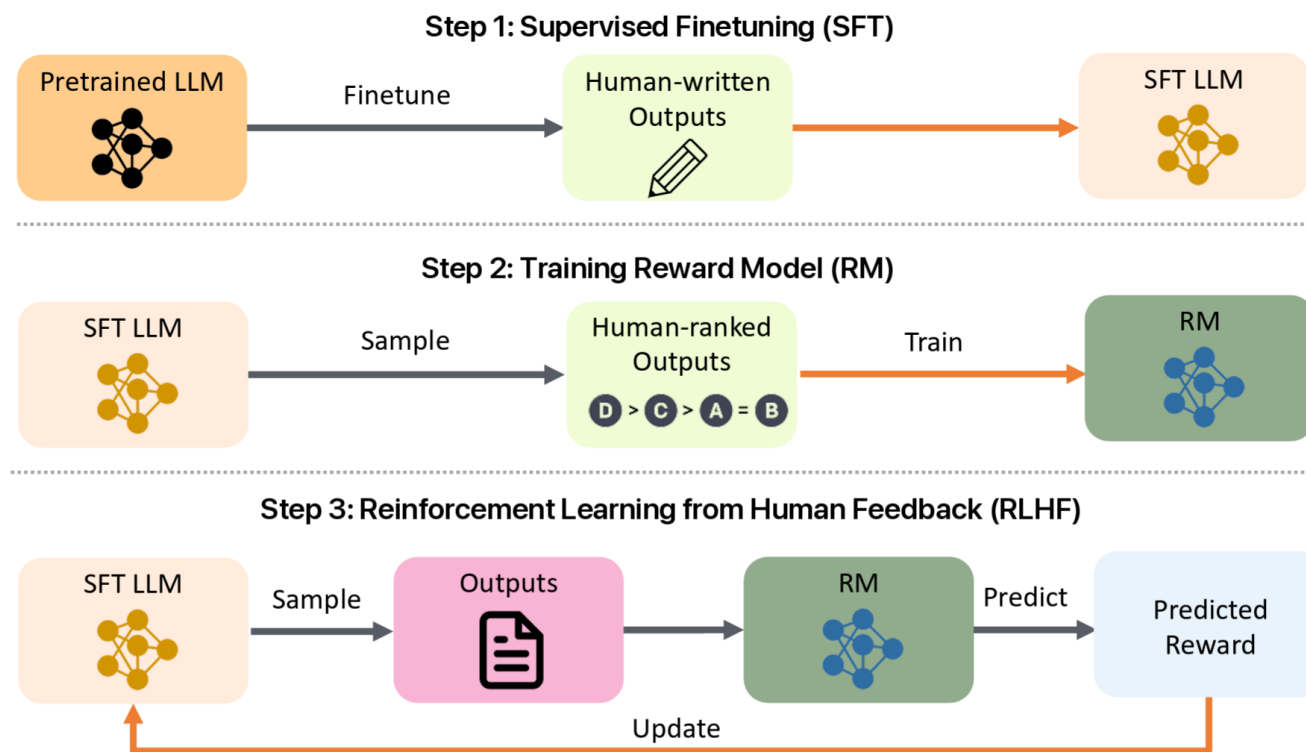 Step 1: Supervised Finetuning (SFT)
Pretrained LLM
Finetune
Human-written
Outputs
SFT LLM
Step 2: Training Reward Model (RM)
SFT LLM
Sample
Human-ranked
Outputs
D > C > A = B
Train
RM
Step 3: Reinforcement Learning from Human Feedback (RLHF)
SFT LLM
Sample
Outputs
RM
Predict
Predicted
Reward
Update